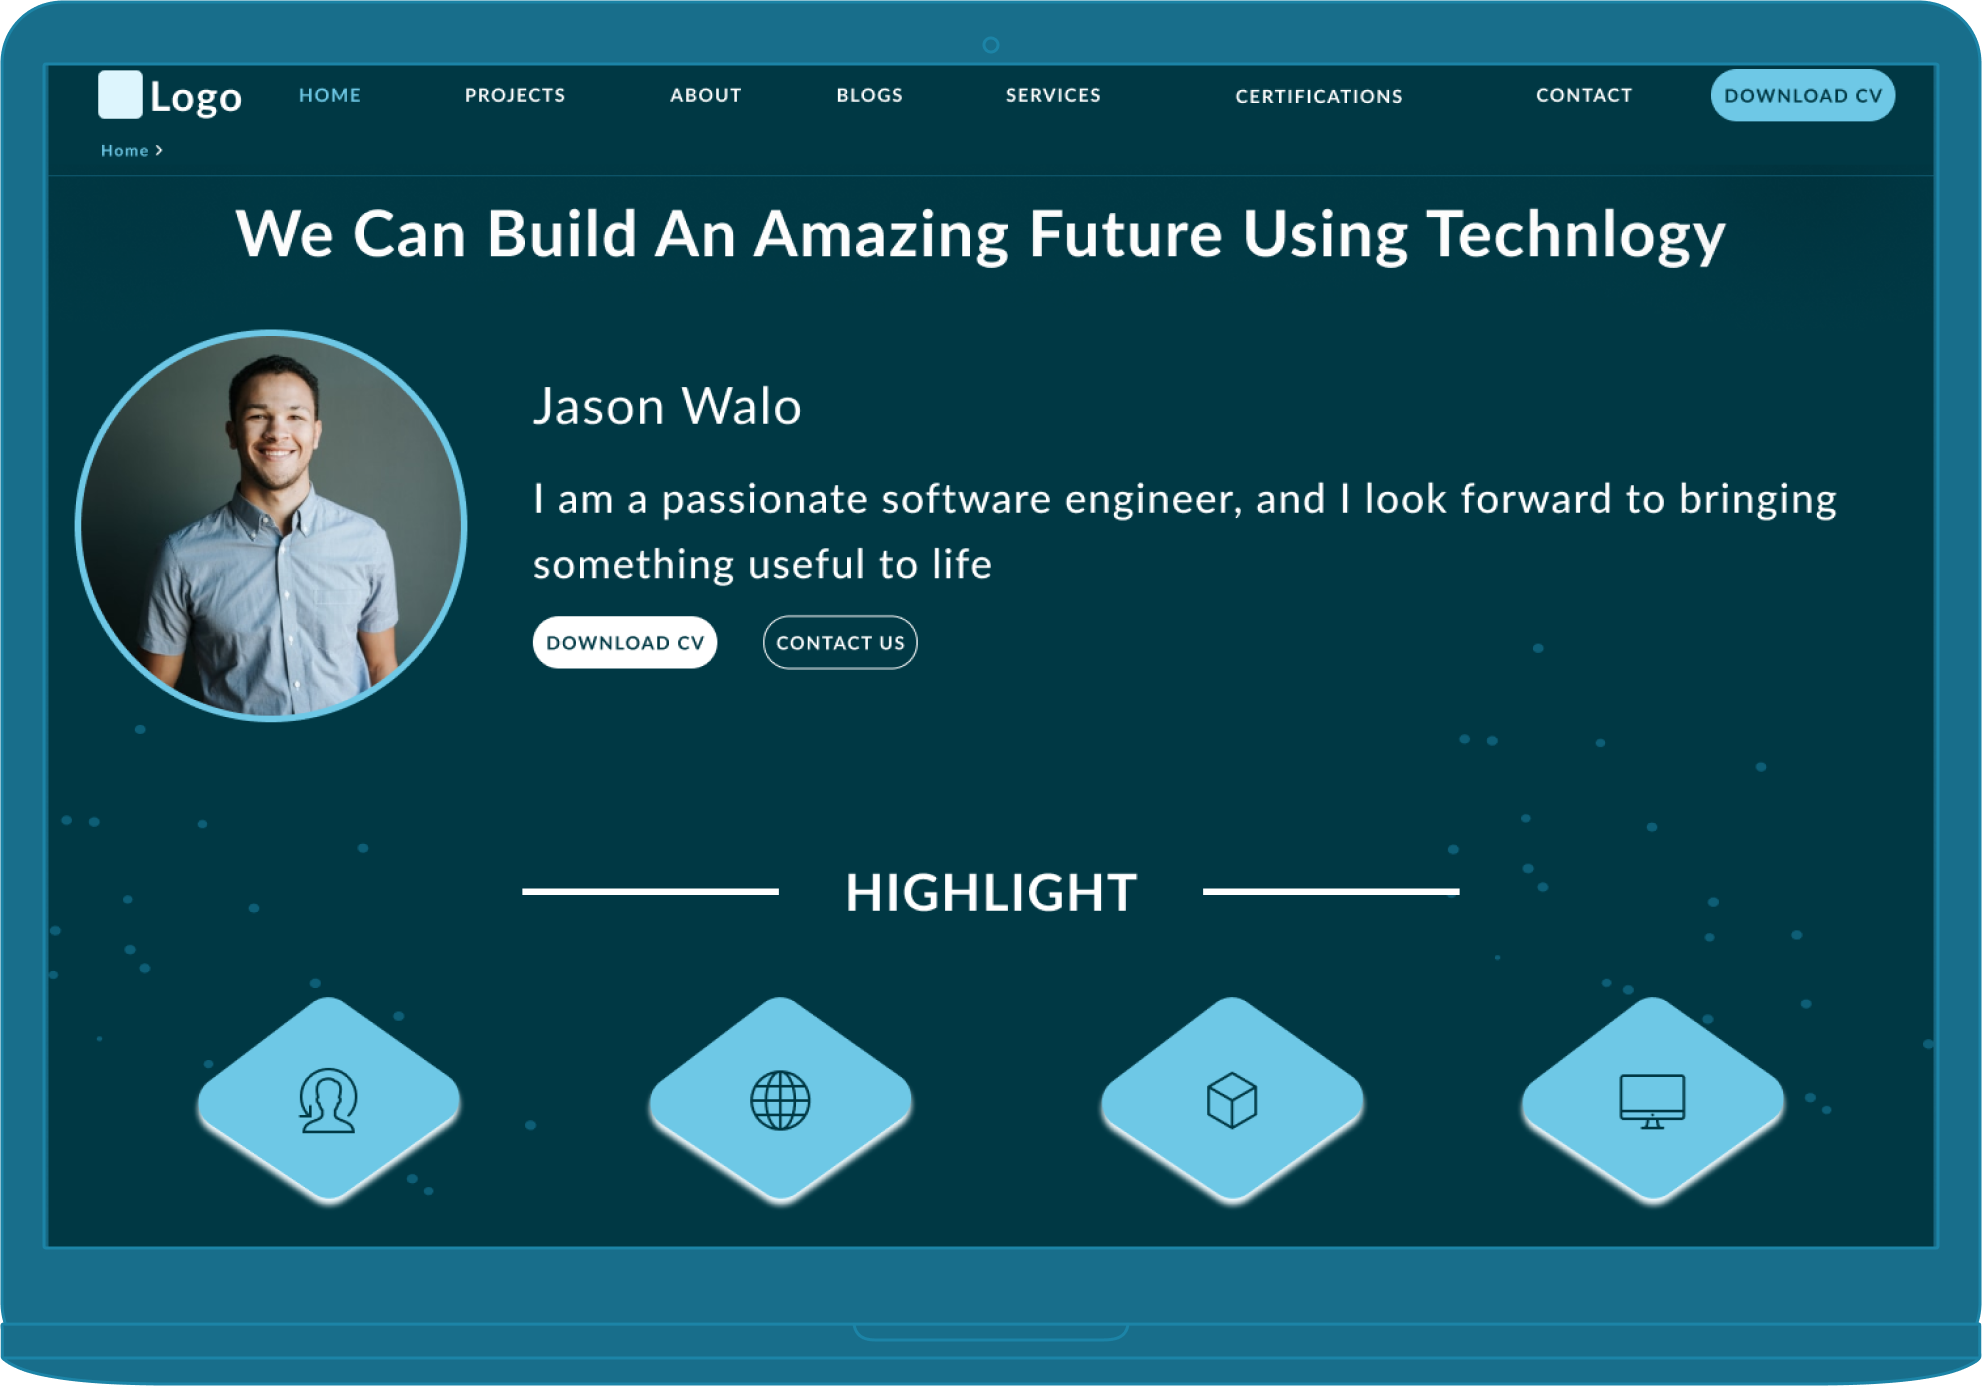 Logo
HOME
PROJECTS
ABOUT
BLOGS
SERVICES
CERTIFICATIONS
CONTACT
DOWNLOAD CV
Home >
We Can Build An Amazing Future Using Technlogy
Jason Walo
I am a passionate software engineer, and I look forward to bringing
something useful to life
DOWNLOAD CV
CONTACT US
HIGHLIGHT